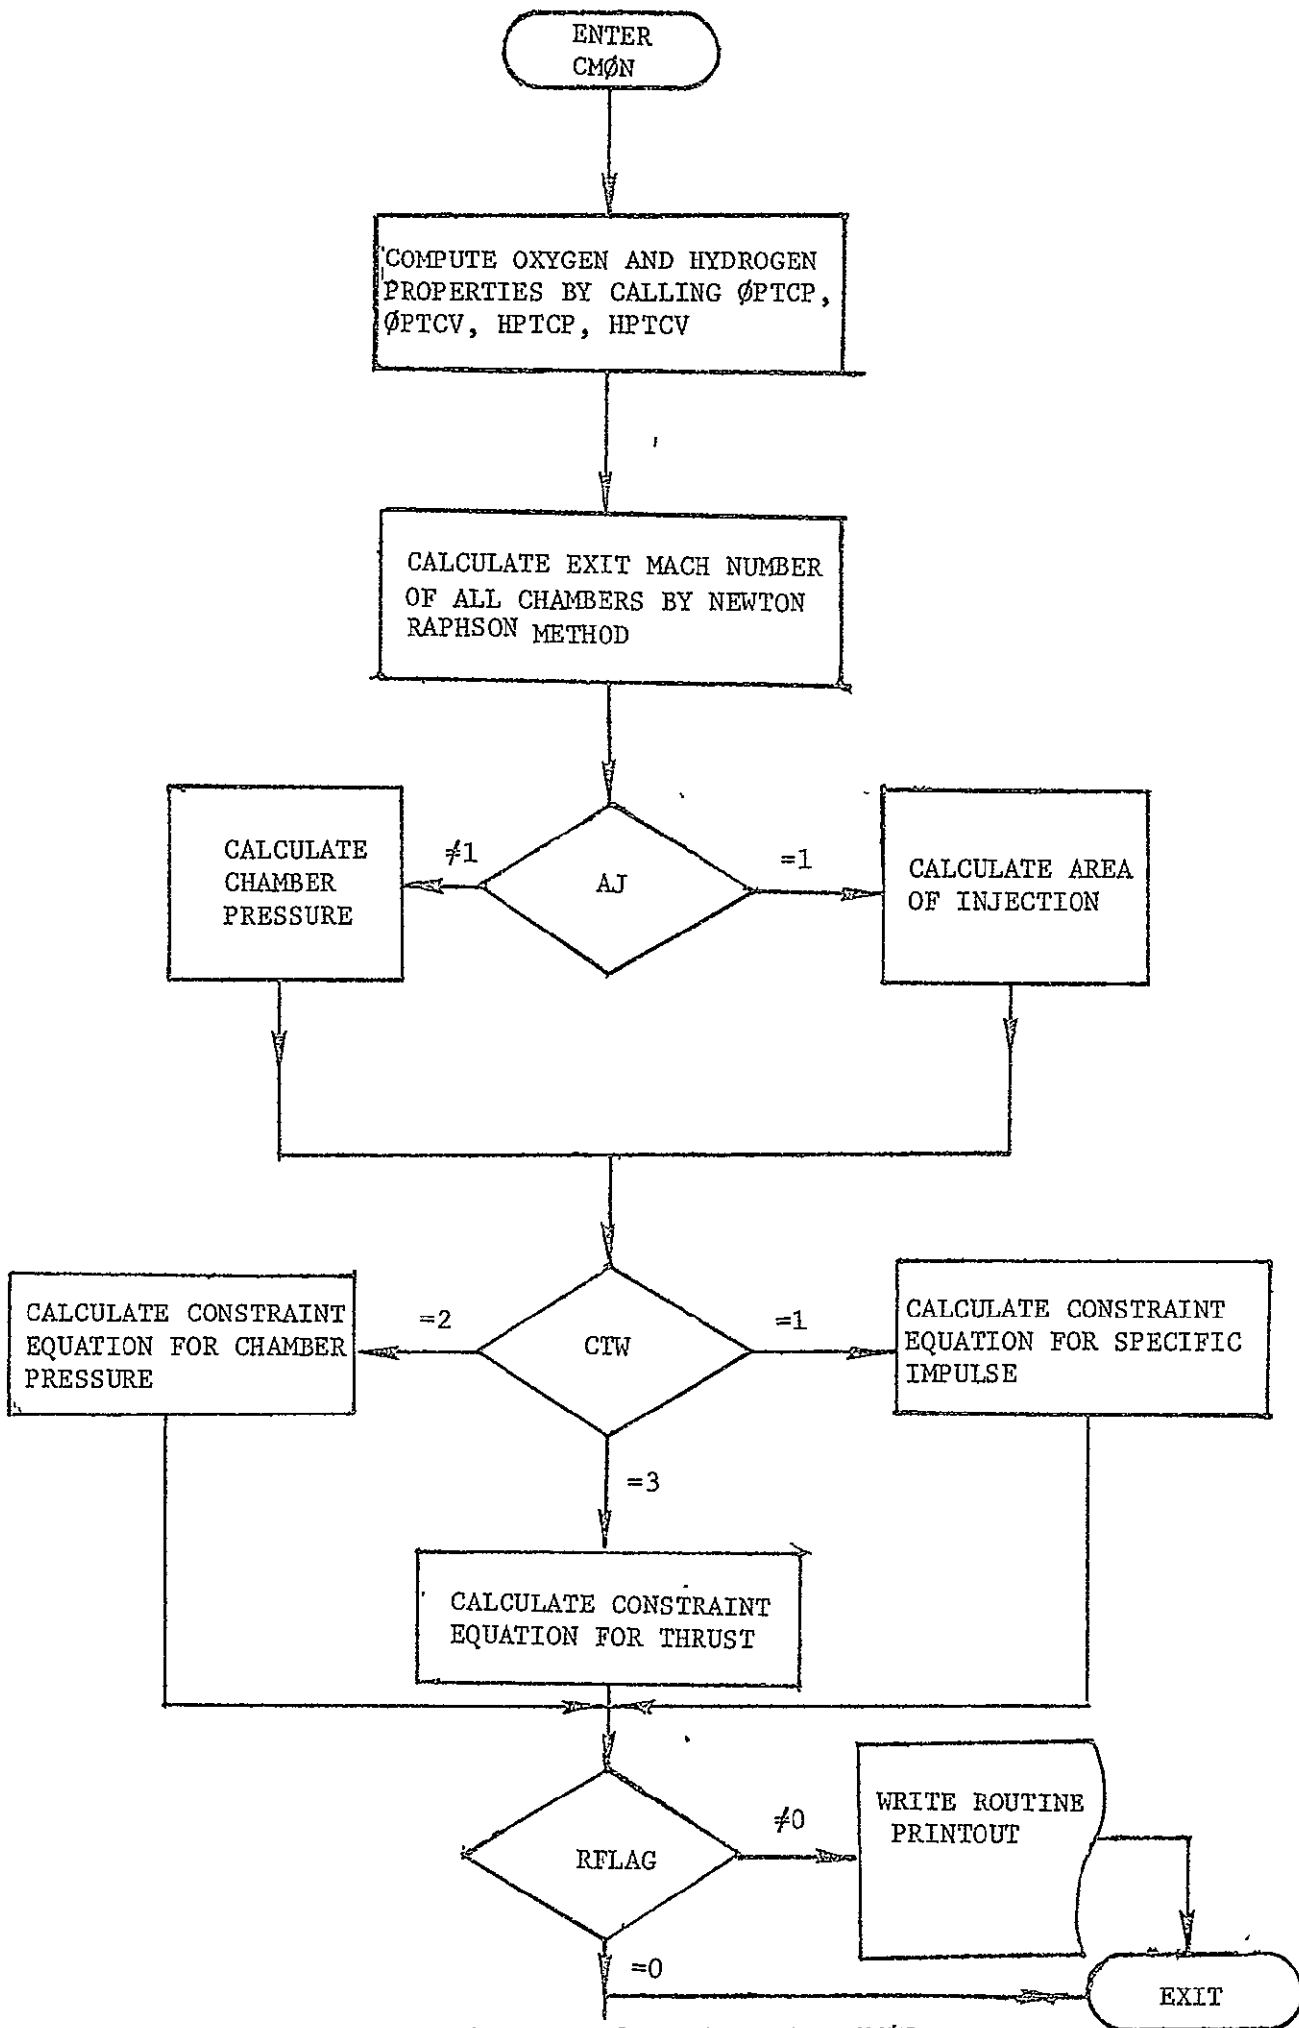 ENTER
CMØN
COMPUTE OXYGEN AND HYDROGEN
PROPERTIES BY CALLING ØPTCP,
ØPTCV, HPTCP, HPTCV
CALCULATE EXIT MACH NUMBER
OF ALL CHAMBERS BY NEWTON
RAPHSON METHOD
CALCULATE
CHAMBER
PRESSURE
≠1
AJ
=1
CALCULATE AREA
OF INJECTION
CALCULATE CONSTRAINT
EQUATION FOR CHAMBER
PRESSURE
=2
CTW
=1
CALCULATE CONSTRAINT
EQUATION FOR SPECIFIC
IMPULSE
=3
CALCULATE CONSTRAINT
EQUATION FOR THRUST
RFLAG
≠0
WRITE ROUTINE
PRINTOUT
=0
EXIT